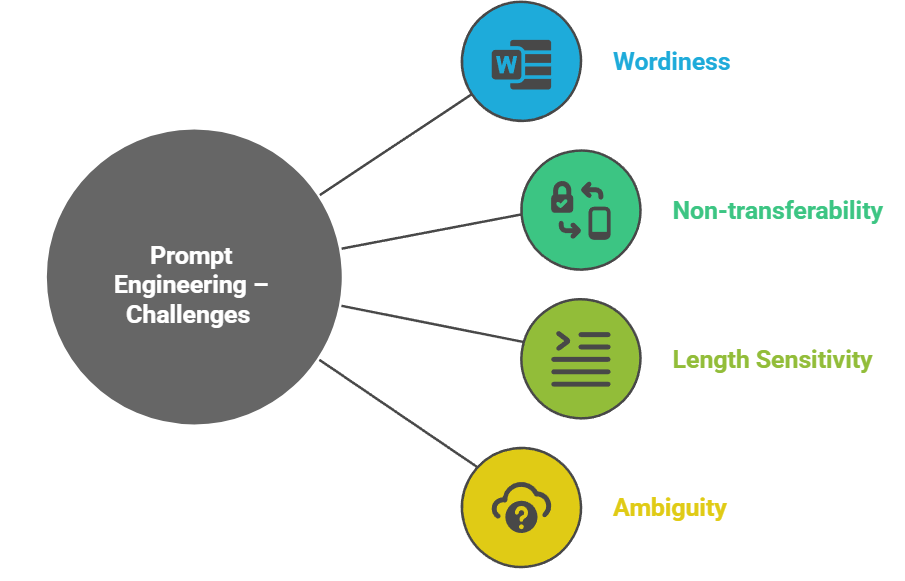 Prompt
Engineering –
Challenges
W
Wordiness
Non-transferability
Length Sensitivity
?
Ambiguity